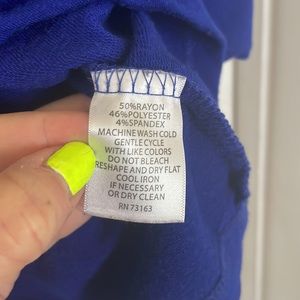 50%RAYON
46%POLYESTER
4%SPANDEX
MACHINE WASH COLD
GENTLE CYCLE
WITH LIKE COLORS
DO NOT BLEACH
RESHAPE AND DRY FLAT
COOL IRON
IF NECESSARY
OR DRY CLEAN
RN 73163